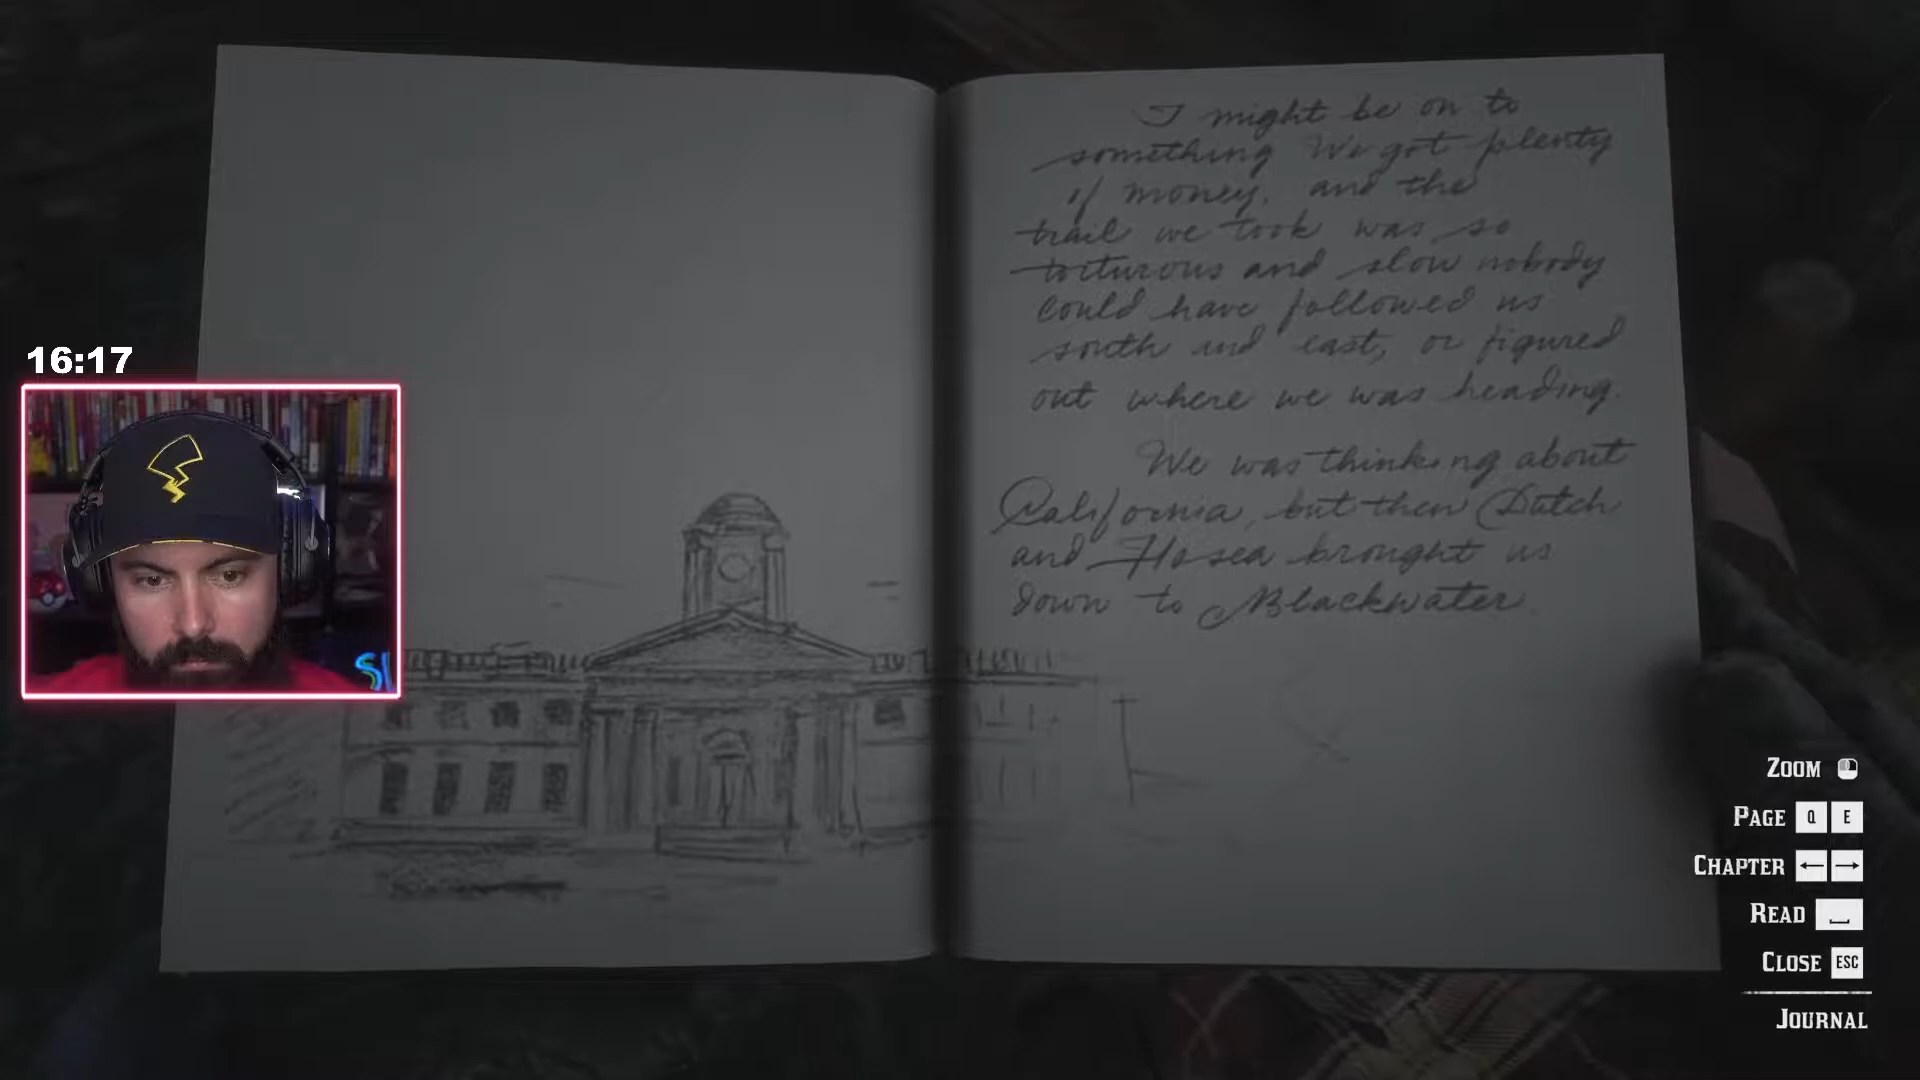 I might be on to
something We got plenty
of money, and the
trail we took was so
torturous and slow nobody
could have followed us
south and east, or figured
out where we was heading.
We was thinking about
California, but then Dutch
and Hosea brought us
down to Blackwater.
16:17
ZOOM
PAGE Q E
CHAPTER ← →
READ
CLOSE ESC
JOURNAL